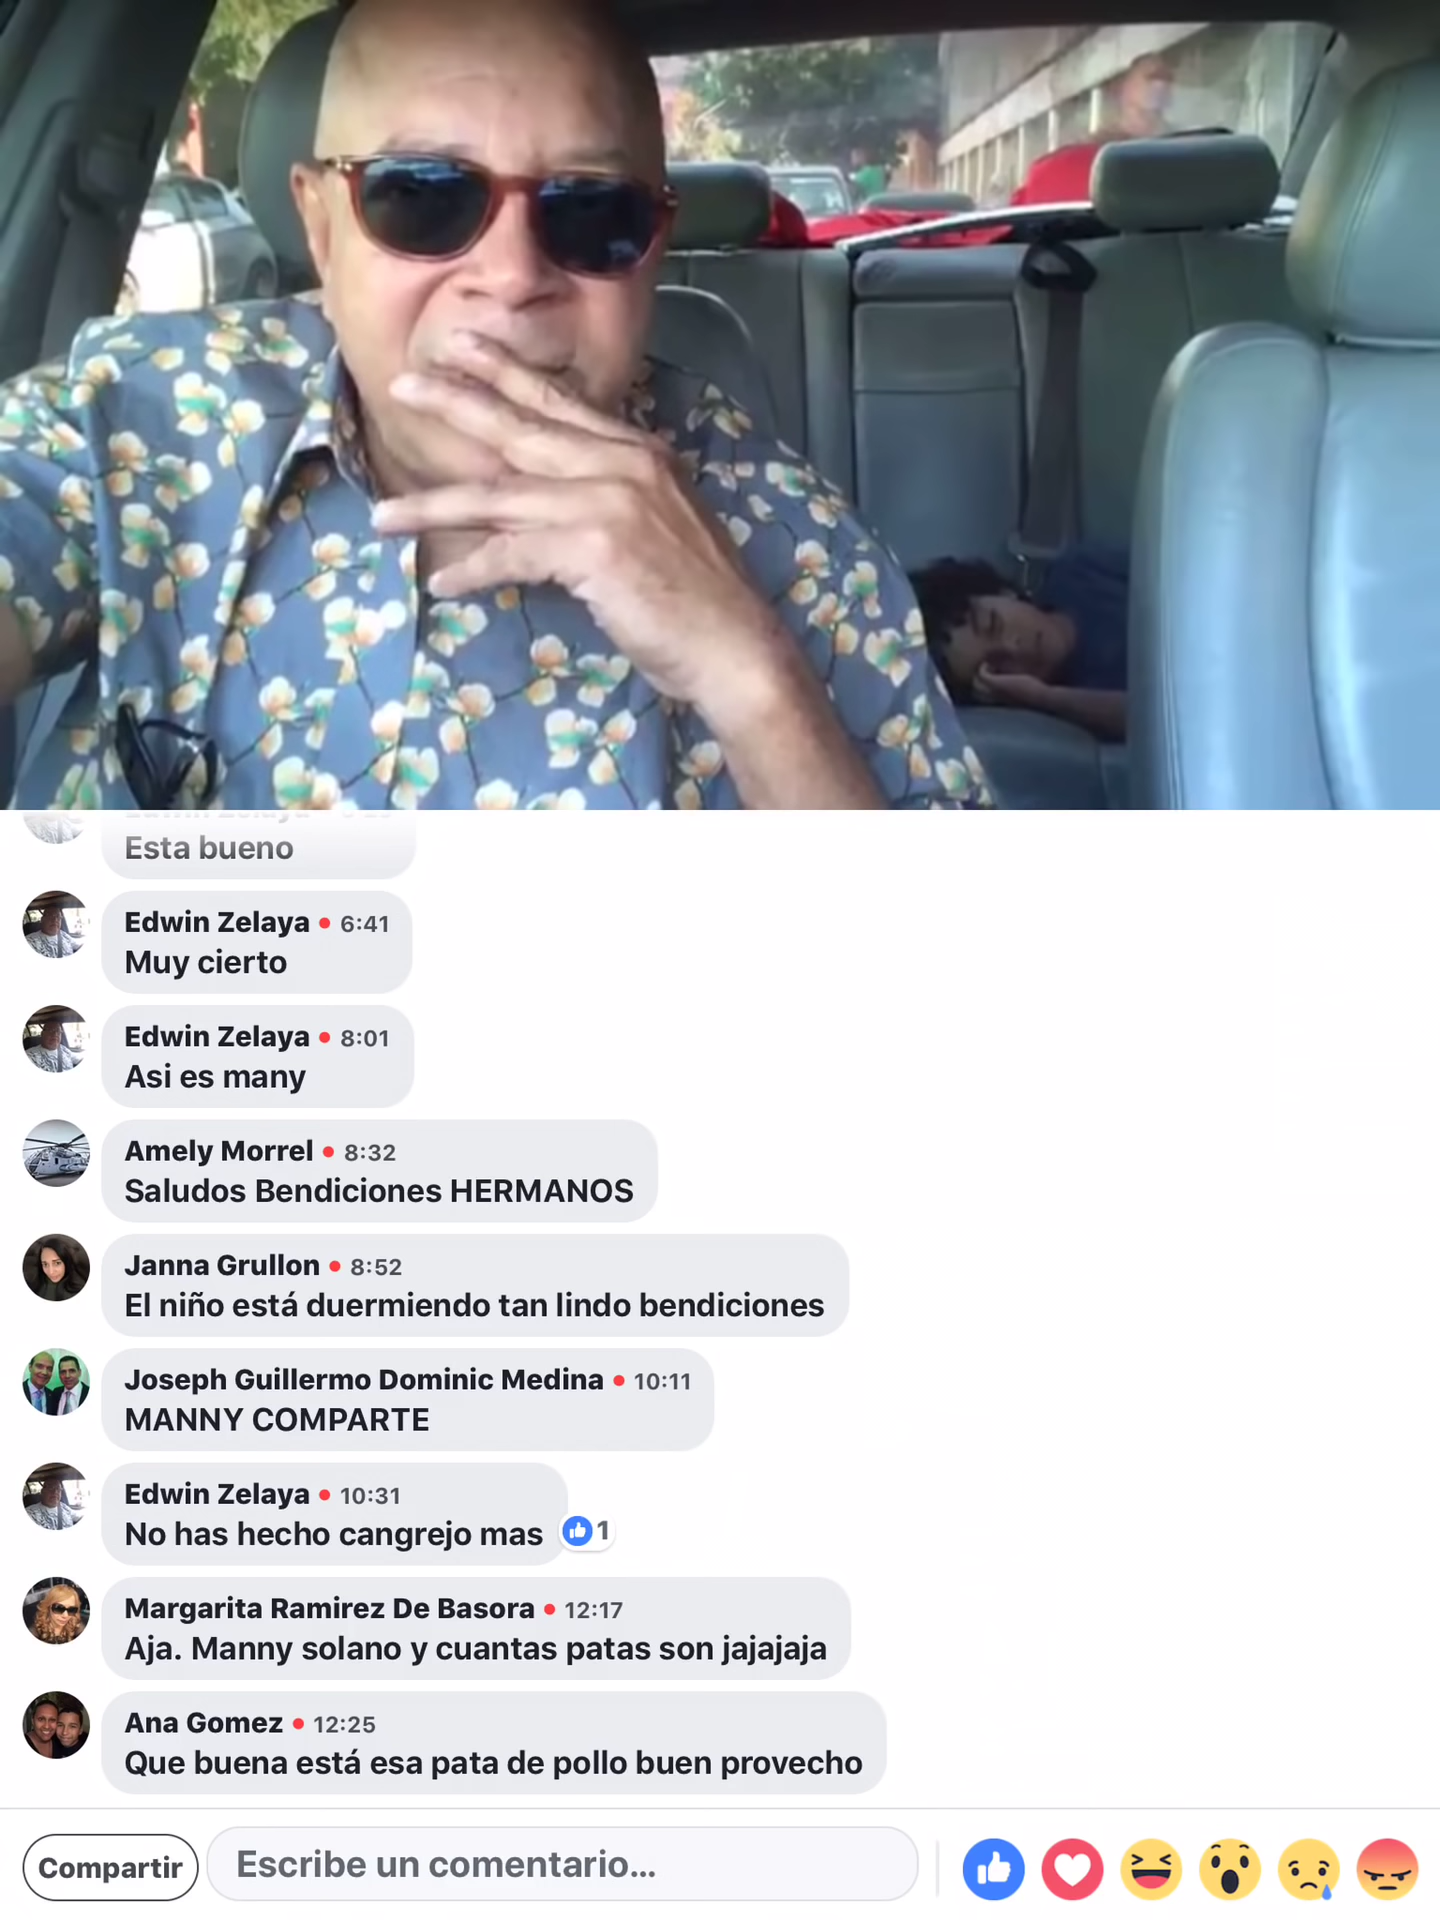 Esta bueno
Edwin Zelaya • 6:41
Muy cierto
Edwin Zelaya • 8:01
Asi es many
Amely Morrel • 8:32
Saludos Bendiciones HERMANOS
Janna Grullon • 8:52
El niño está duermiendo tan lindo bendiciones
Joseph Guillermo Dominic Medina • 10:11
MANNY COMPARTE
Edwin Zelaya • 10:31
No has hecho cangrejo mas 1
Margarita Ramirez De Basora • 12:17
Aja. Manny solano y cuantas patas son jajajaja
Ana Gomez • 12:25
Que buena está esa pata de pollo buen provecho
Compartir Escribe un comentario...